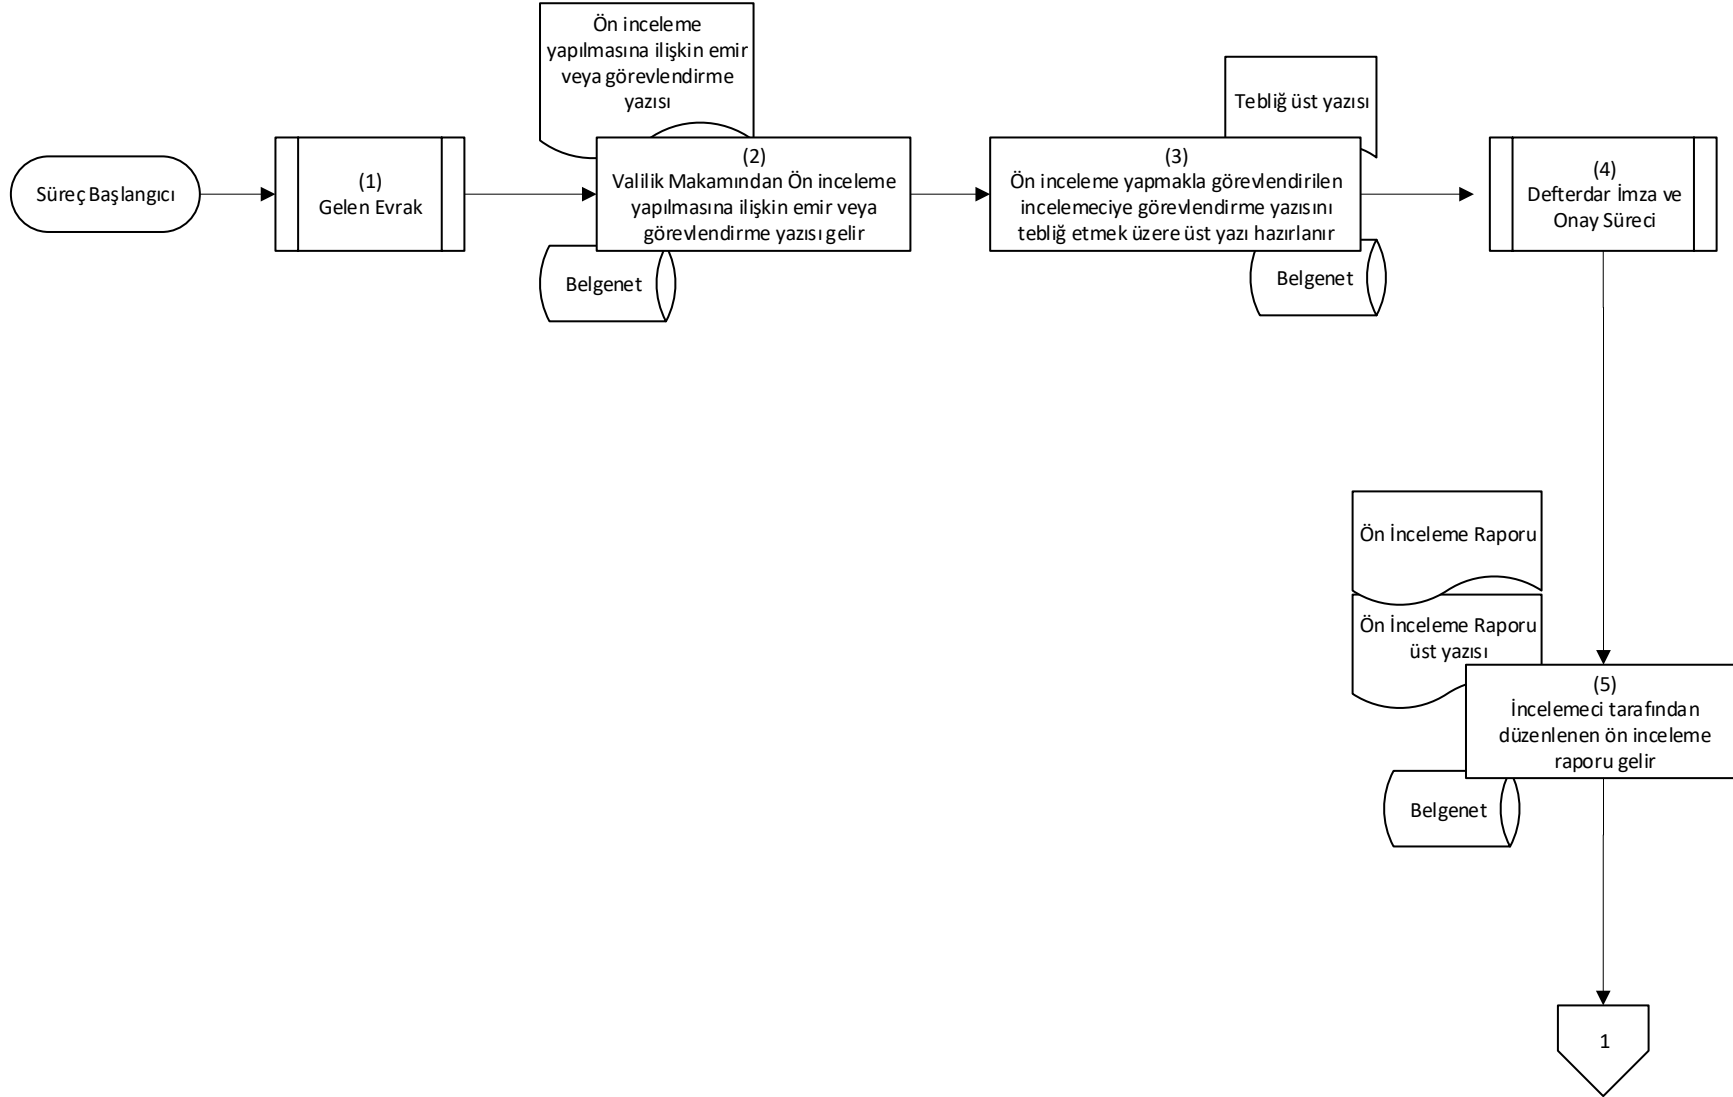 Ön inceleme
yapılmasına ilişkin emir
veya görevlendirme
yazısı
Tebliğ üst yazısı
Süreç Başlangıcı
(1)
Gelen Evrak
(2)
Valilik Makamından Ön inceleme
yapılmasına ilişkin emir veya
görevlendirme yazısı gelir
Belgenet
(3)
Ön inceleme yapmakla görevlendirilen
incelemeciye görevlendirme yazısını
tebliğ etmek üzere üst yazı hazırlanır
Belgenet
(4)
Defterdar İmza ve
Onay Süreci
Ön İnceleme Raporu
Ön İnceleme Raporu
üst yazısı
(5)
İncelemeci tarafından
düzenlenen ön inceleme
raporu gelir
Belgenet
1